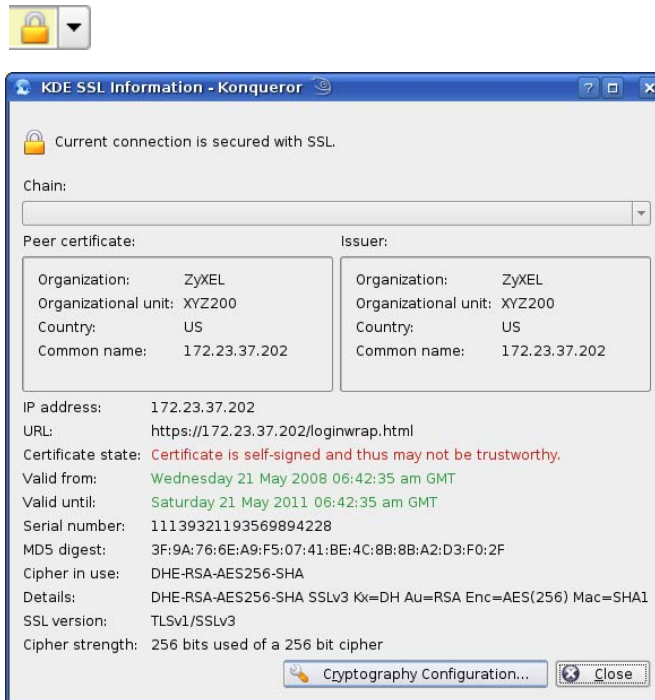 KDE SSL Information - Konqueror
Current connection is secured with SSL.
Chain:
Peer certificate:
Issuer:
Organization: ZyXEL
Organizational unit: XYZ200
Country: US
Common name: 172.23.37.202
Organization: ZyXEL
Organizational unit: XYZ200
Country: US
Common name: 172.23.37.202
IP address: 172.23.37.202
URL: https://172.23.37.202/loginwrap.html
Certificate state: Certificate is self-signed and thus may not be trustworthy.
Valid from: Wednesday 21 May 2008 06:42:35 am GMT
Valid until: Saturday 21 May 2011 06:42:35 am GMT
Serial number: 11139321193569894228
MD5 digest: 3F:9A:76:6E:A9:F5:07:41:BE:4C:8B:8B:A2:D3:F0:2F
Cipher in use: DHE-RSA-AES256-SHA
Details: DHE-RSA-AES256-SHA SSLv3 Kx=DH Au=RSA Enc=AES(256) Mac=SHA1
SSL version: TLSv1/SSLv3
Cipher strength: 256 bits used of a 256 bit cipher
Cryptography Configuration...
Close